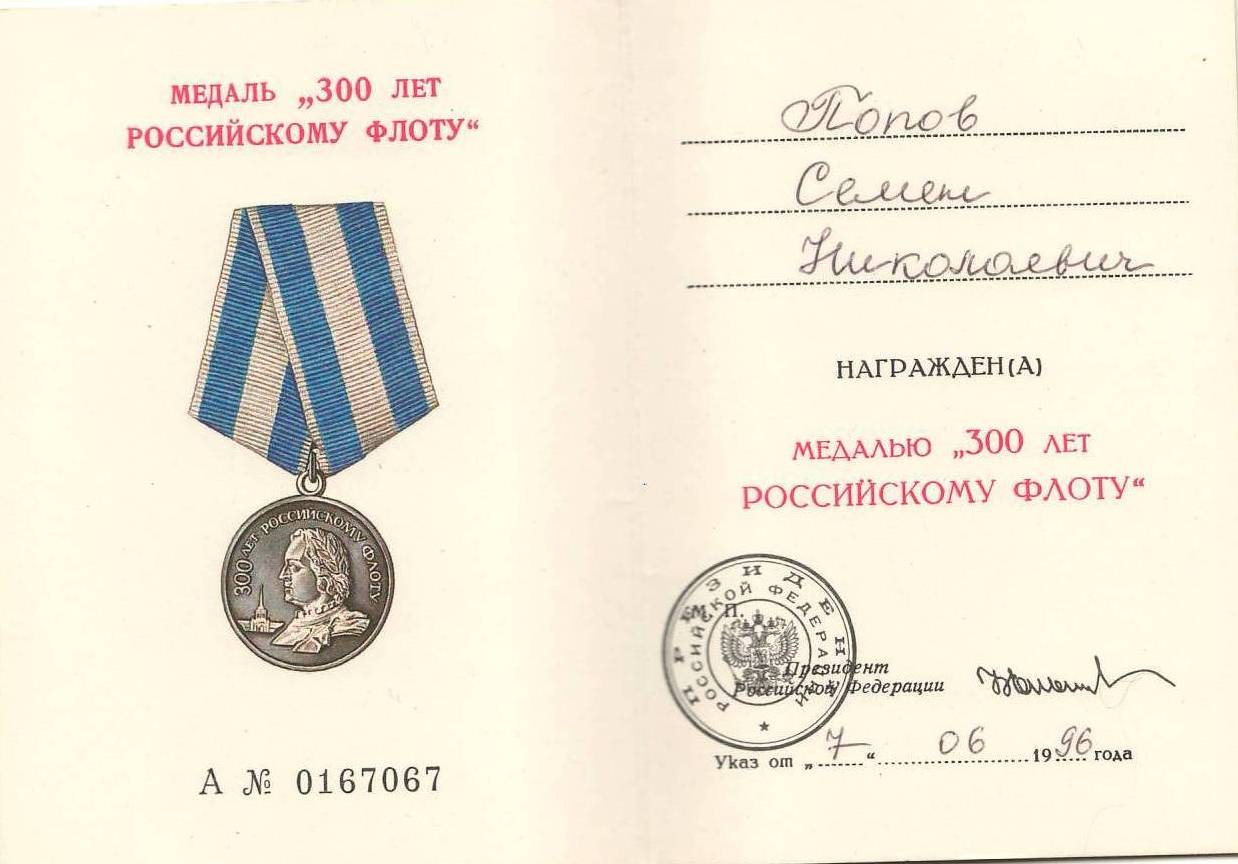 МЕДАЛЬ „300 ЛЕТ
РОССИЙСКОМУ ФЛОТУ“
300 ЛЕТ РОССИЙСКОМУ ФЛОТУ
А № 0167067
Попов
Семен
Николаевич
НАГРАЖДЕН(А)
МЕДАЛЬЮ „300 ЛЕТ
РОССИЙСКОМУ ФЛОТУ“
ПРЕЗИДЕНТ
РОССИЙСКОЙ ФЕДЕРАЦИИ
М. П.
Президент
Российской Федерации
Указ от „7“ 06 1996 года